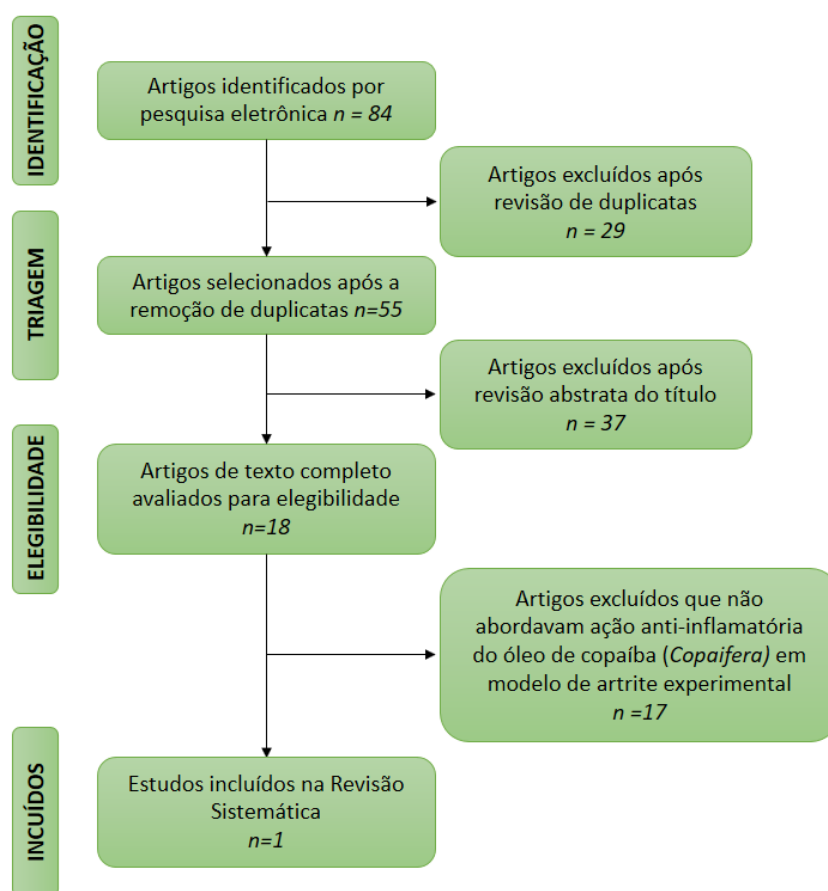 IDENTIFICAÇÃO
Artigos identificados por
pesquisa eletrônica n = 84
Artigos excluídos após
revisão de duplicatas
n = 29
TRIAGEM
Artigos selecionados após a
remoção de duplicatas n=55
Artigos excluídos após
revisão abstrata do título
n = 37
ELEGIBILIDADE
Artigos de texto completo
avaliados para elegibilidade
n=18
Artigos excluídos que não
abordavam ação anti-inflamatória
do óleo de copaíba (Copaifera) em
modelo de artrite experimental
n =17
INCUÍDOS
Estudos incluídos na Revisão
Sistemática
n=1